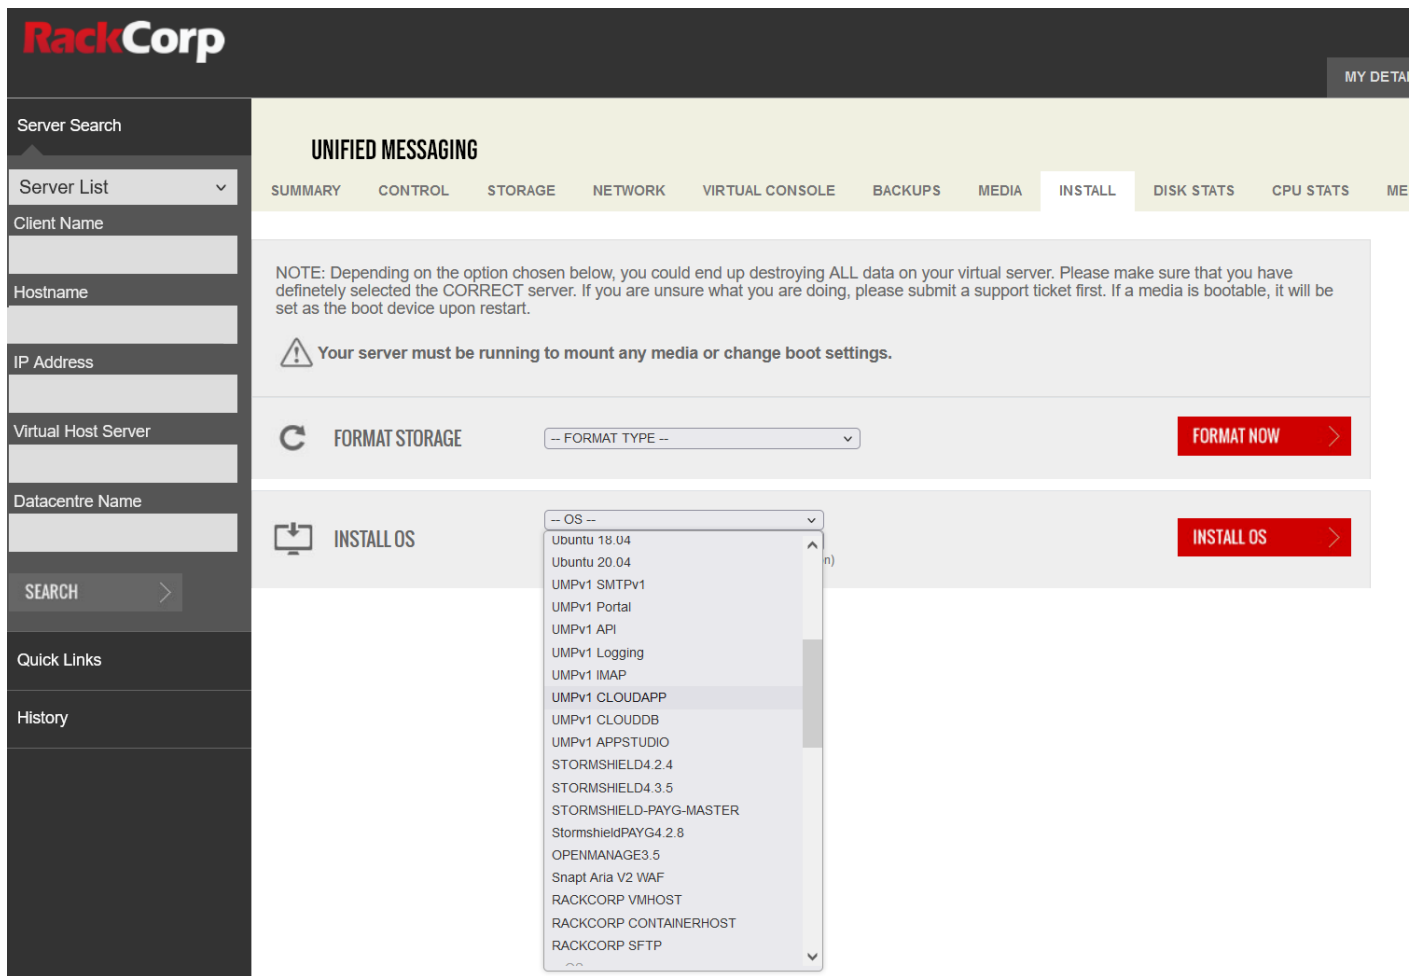 RackCorp
MY DETAI
Server Search
Server List
Client Name
Hostname
IP Address
Virtual Host Server
Datacentre Name
SEARCH
Quick Links
History
UNIFIED MESSAGING
SUMMARY CONTROL STORAGE NETWORK VIRTUAL CONSOLE BACKUPS MEDIA INSTALL DISK STATS CPU STATS ME
NOTE: Depending on the option chosen below, you could end up destroying ALL data on your virtual server. Please make sure that you have
definetely selected the CORRECT server. If you are unsure what you are doing, please submit a support ticket first. If a media is bootable, it will be
set as the boot device upon restart.
Your server must be running to mount any media or change boot settings.
FORMAT STORAGE
-- FORMAT TYPE --
FORMAT NOW
INSTALL OS
-- OS --
INSTALL OS
n)
Ubuntu 18.04
Ubuntu 20.04
UMPv1 SMTPv1
UMPv1 Portal
UMPv1 API
UMPv1 Logging
UMPv1 IMAP
UMPv1 CLOUDAPP
UMPv1 CLOUDDB
UMPv1 APPSTUDIO
STORMSHIELD4.2.4
STORMSHIELD4.3.5
STORMSHIELD-PAYG-MASTER
StormshieldPAYG4.2.8
OPENMANAGE3.5
Snapt Aria V2 WAF
RACKCORP VMHOST
RACKCORP CONTAINERHOST
RACKCORP SFTP